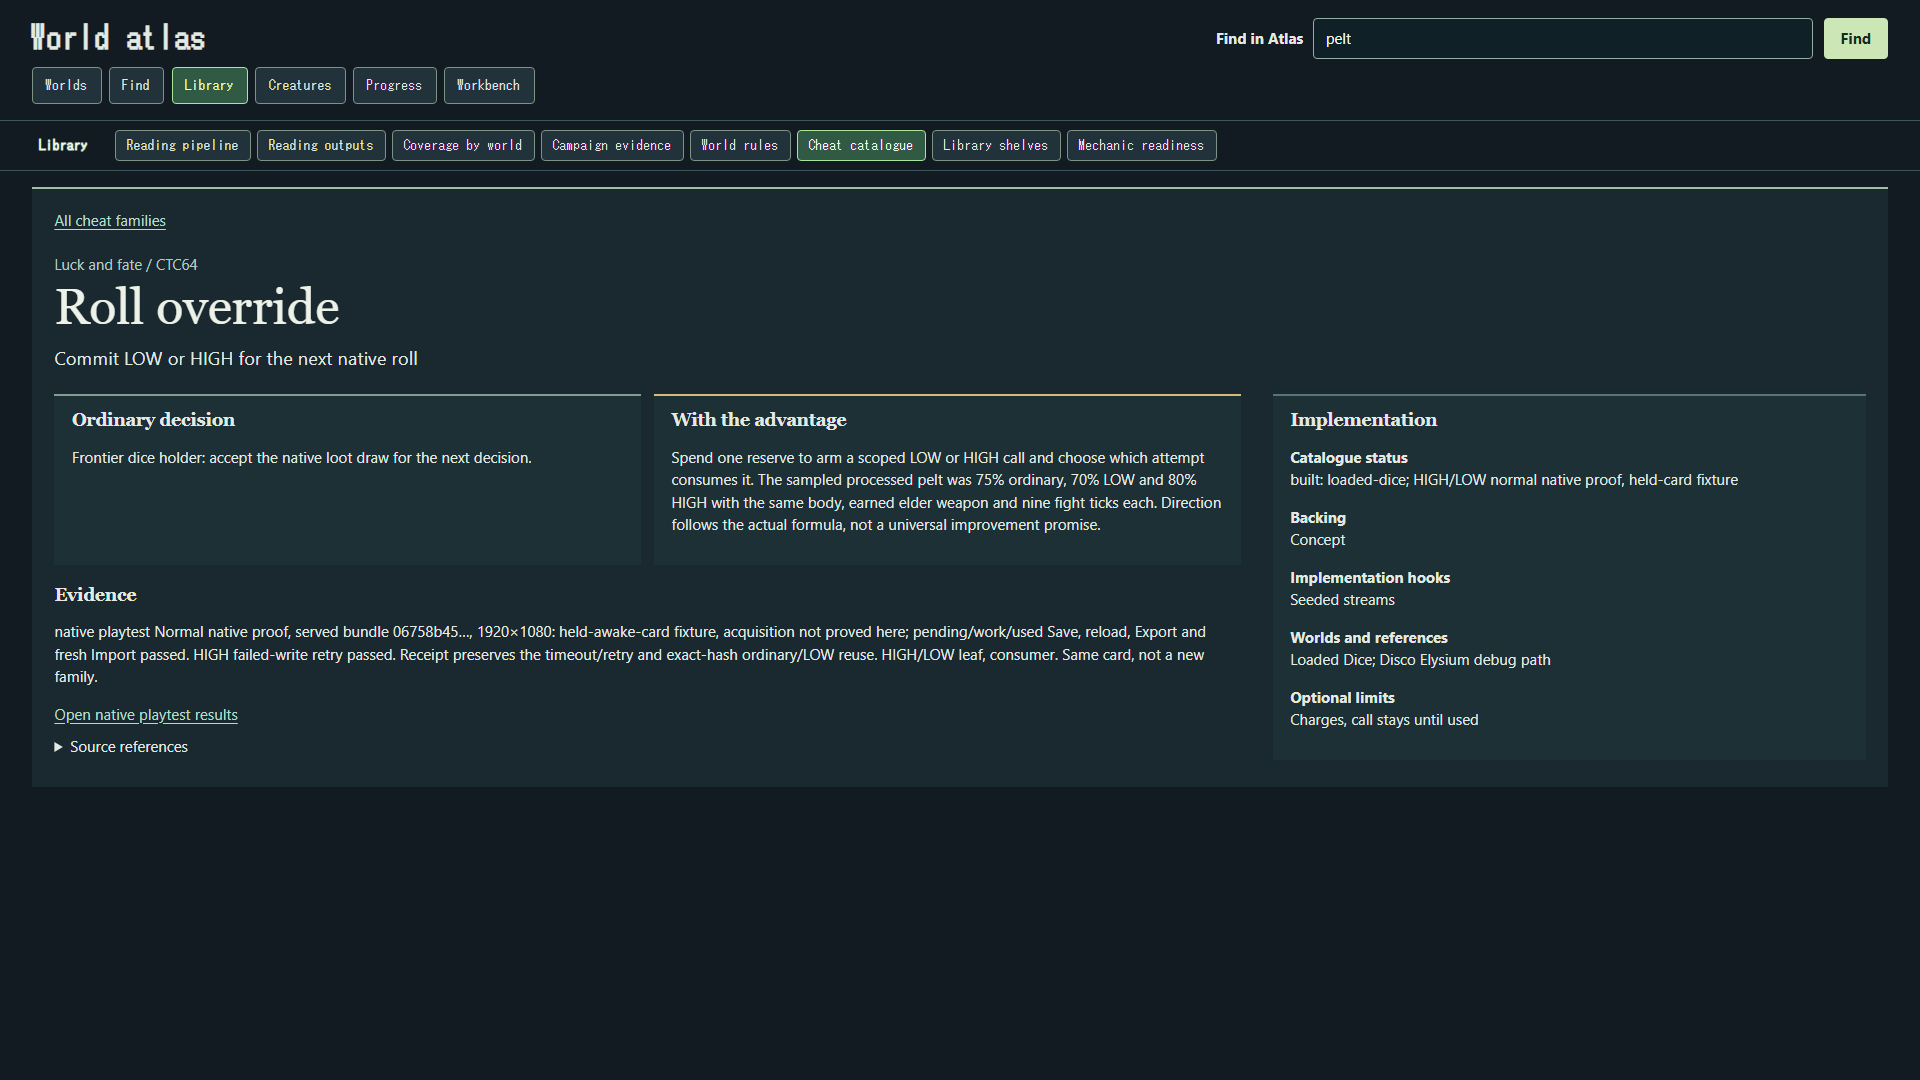 World atlas
Find in Atlas
pelt
Find
Worlds
Find
Library
Creatures
Progress
Workbench
Library
Reading pipeline
Reading outputs
Coverage by world
Campaign evidence
World rules
Cheat catalogue
Library shelves
Mechanic readiness
All cheat families
Luck and fate / CTC64
Roll override
Commit LOW or HIGH for the next native roll
Ordinary decision
Frontier dice holder: accept the native loot draw for the next decision.
With the advantage
Spend one reserve to arm a scoped LOW or HIGH call and choose which attempt
consumes it. The sampled processed pelt was 75% ordinary, 70% LOW and 80%
HIGH with the same body, earned elder weapon and nine fight ticks each. Direction
follows the actual formula, not a universal improvement promise.
Evidence
native playtest Normal native proof, served bundle 06758b45..., 1920×1080: held-awake-card fixture, acquisition not proved here; pending/work/used Save, reload, Export and
fresh Import passed. HIGH failed-write retry passed. Receipt preserves the timeout/retry and exact-hash ordinary/LOW reuse. HIGH/LOW leaf, consumer. Same card, not a new
family.
Open native playtest results
▶ Source references
Implementation
Catalogue status
built: loaded-dice; HIGH/LOW normal native proof, held-card fixture
Backing
Concept
Implementation hooks
Seeded streams
Worlds and references
Loaded Dice; Disco Elysium debug path
Optional limits
Charges, call stays until used